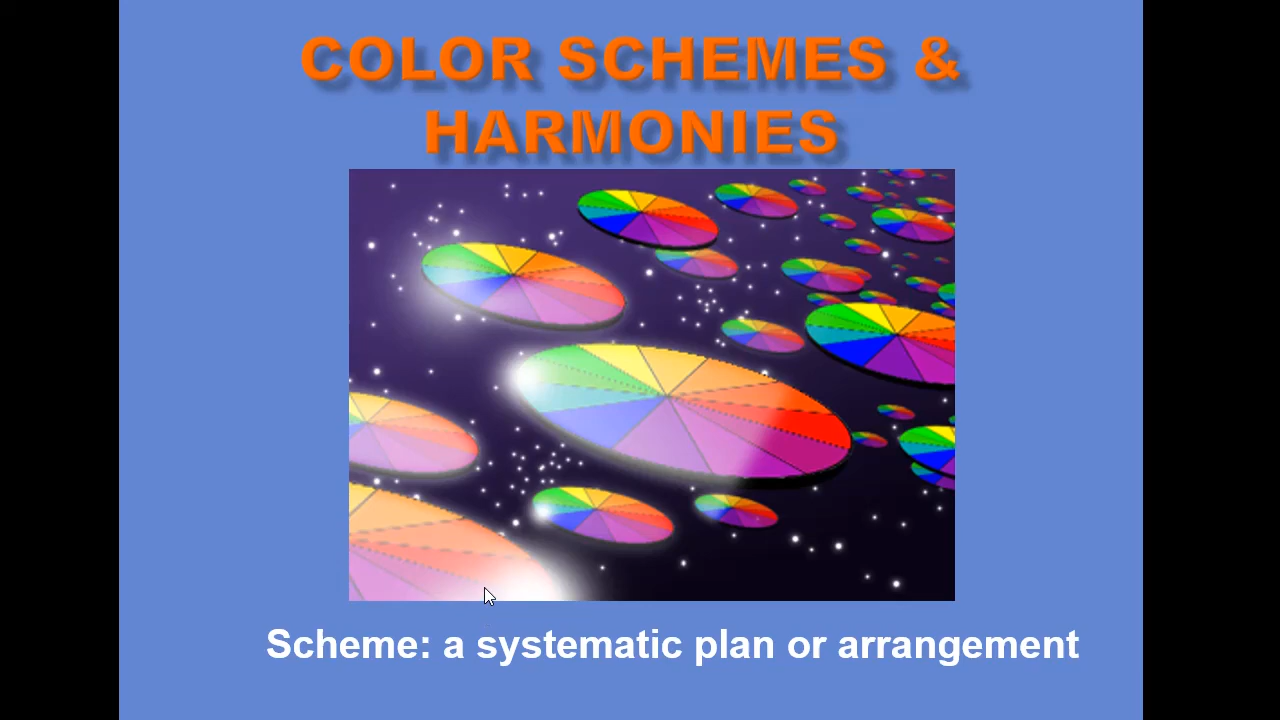 COLOR SCHEMES &
HARMONIES
Scheme: a systematic plan or arrangement